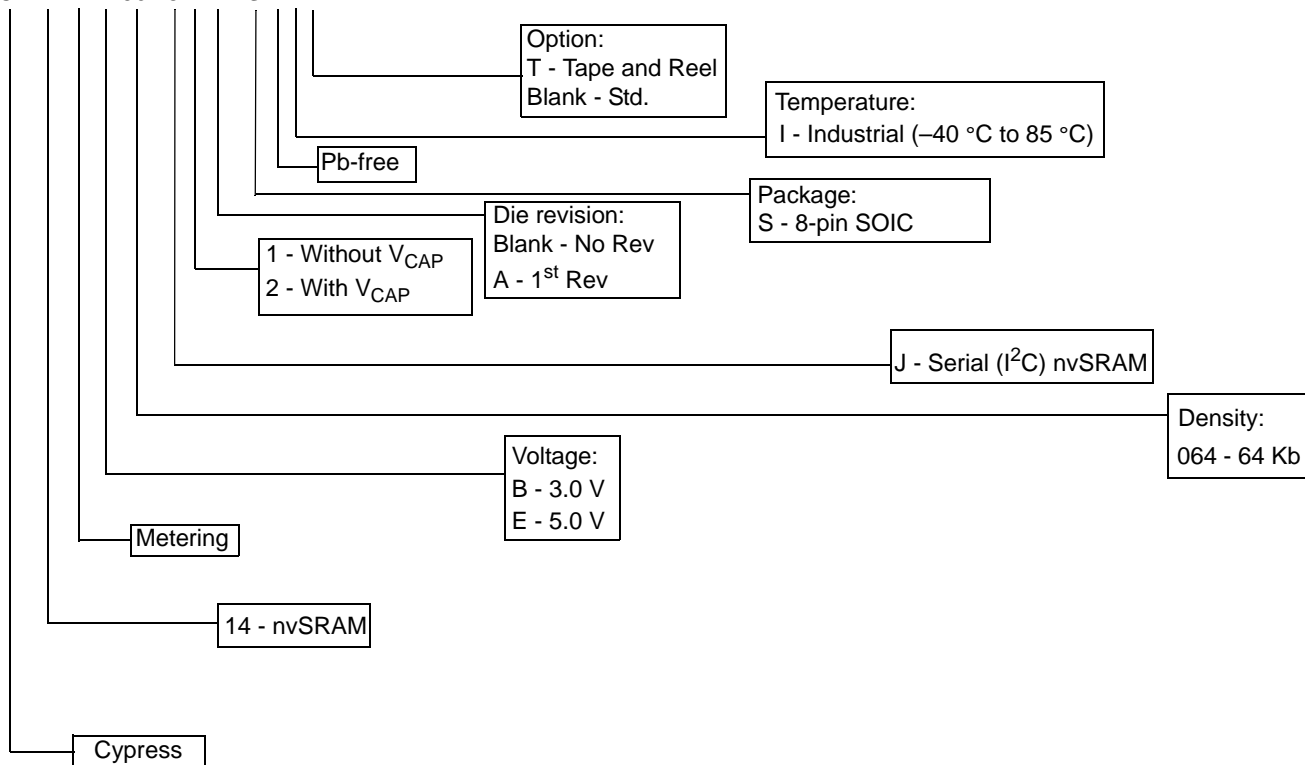 Option:
T - Tape and Reel
Blank - Std.
Temperature:
I - Industrial (–40 °C to 85 °C)
Pb-free
Package:
S - 8-pin SOIC
Die revision:
Blank - No Rev
A - 1st Rev
1 - Without VCAP
2 - With VCAP
J - Serial (I2C) nvSRAM
Density:
064 - 64 Kb
Voltage:
B - 3.0 V
E - 5.0 V
Metering
14 - nvSRAM
Cypress